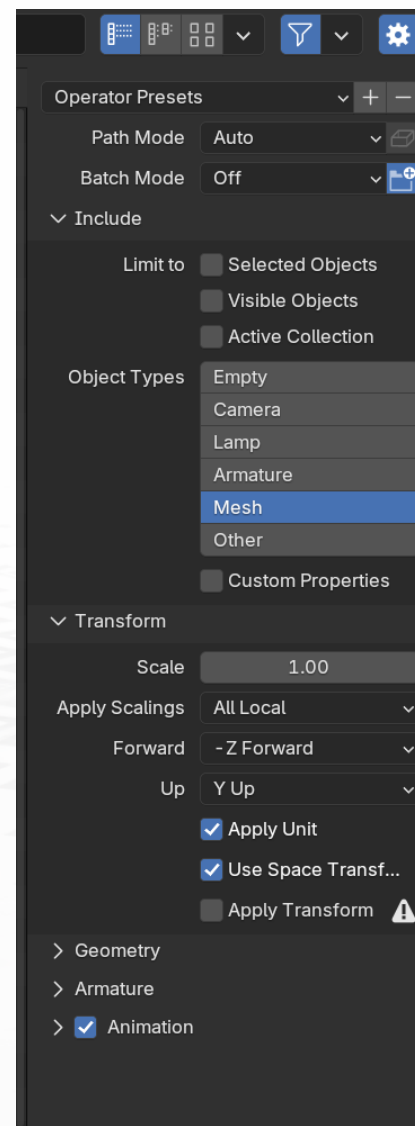 Operator Presets
Path Mode Auto
Batch Mode Off
Include
Limit to Selected Objects
Visible Objects
Active Collection
Object Types Empty
Camera
Lamp
Armature
Mesh
Other
Custom Properties
Transform
Scale 1.00
Apply Scalings All Local
Forward -Z Forward
Up Y Up
Apply Unit
Use Space Transf...
Apply Transform
Geometry
Armature
Animation